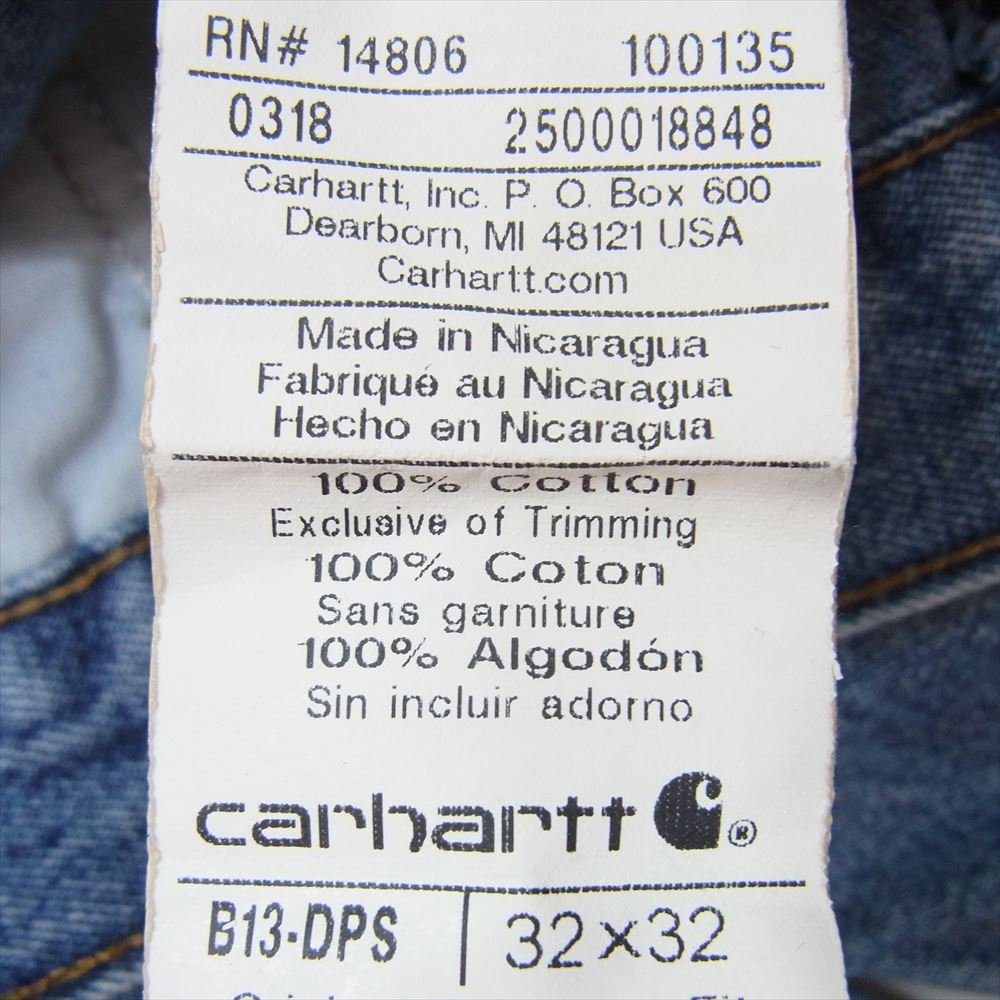 RN# 14806 100135
0318 2500018848
Carhartt, Inc. P. O. Box 600
Dearborn, MI 48121 USA
Carhartt.com
Made in Nicaragua
Fabriqué au Nicaragua
Hecho en Nicaragua
100% Cotton
Exclusive of Trimming
100% Coton
Sans garniture
100% Algodón
Sin incluir adorno
carhartt ®
B13-DPS | 32x32